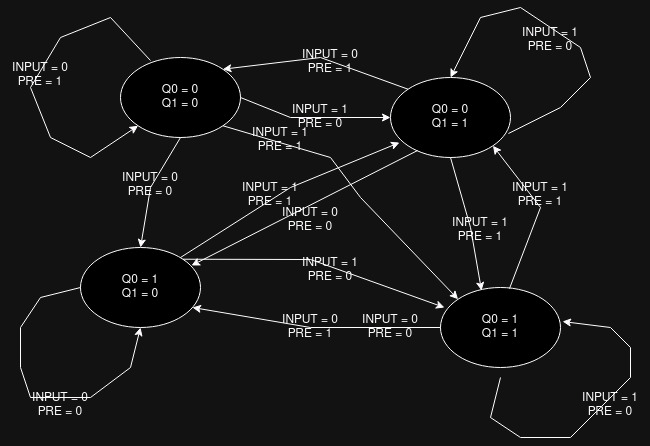 INPUT = 0
PRE = 1
Q0 = 0
Q1 = 0
INPUT = 0
PRE = 1
INPUT = 1
PRE = 0
Q0 = 0
Q1 = 1
INPUT = 1
PRE = 0
INPUT = 1
PRE = 1
INPUT = 0
PRE = 0
INPUT = 1
PRE = 1
INPUT = 0
PRE = 0
INPUT = 1
PRE = 1
INPUT = 1
PRE = 1
Q0 = 1
Q1 = 0
INPUT = 1
PRE = 0
INPUT = 0
PRE = 1
INPUT = 0
PRE = 0
Q0 = 1
Q1 = 1
INPUT = 0
PRE = 0
INPUT = 1
PRE = 0